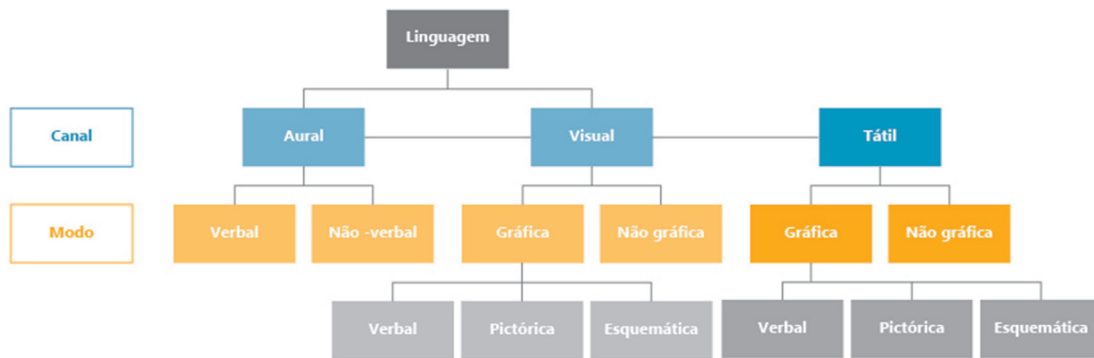 Linguagem
Canal
Aural
Visual
Tátil
Modo
Verbal
Não -verbal
Gráfica
Não gráfica
Gráfica
Não gráfica
Verbal
Pictórica
Esquemática
Verbal
Pictórica
Esquemática